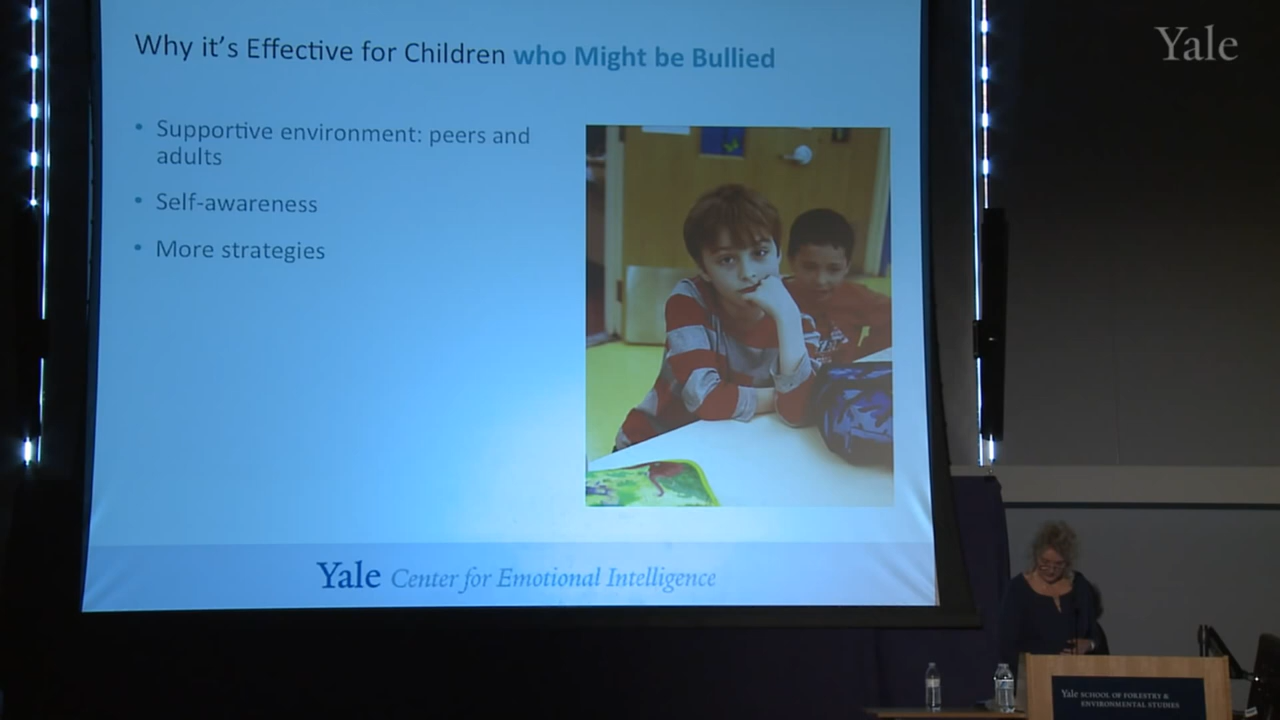 Why it's Effective for Children who Might be Bullied
Yale
• Supportive environment: peers and
adults
• Self-awareness
• More strategies
Yale Center for Emotional Intelligence
Yale SCHOOL OF FORESTRY &
ENVIRONMENTAL STUDIES